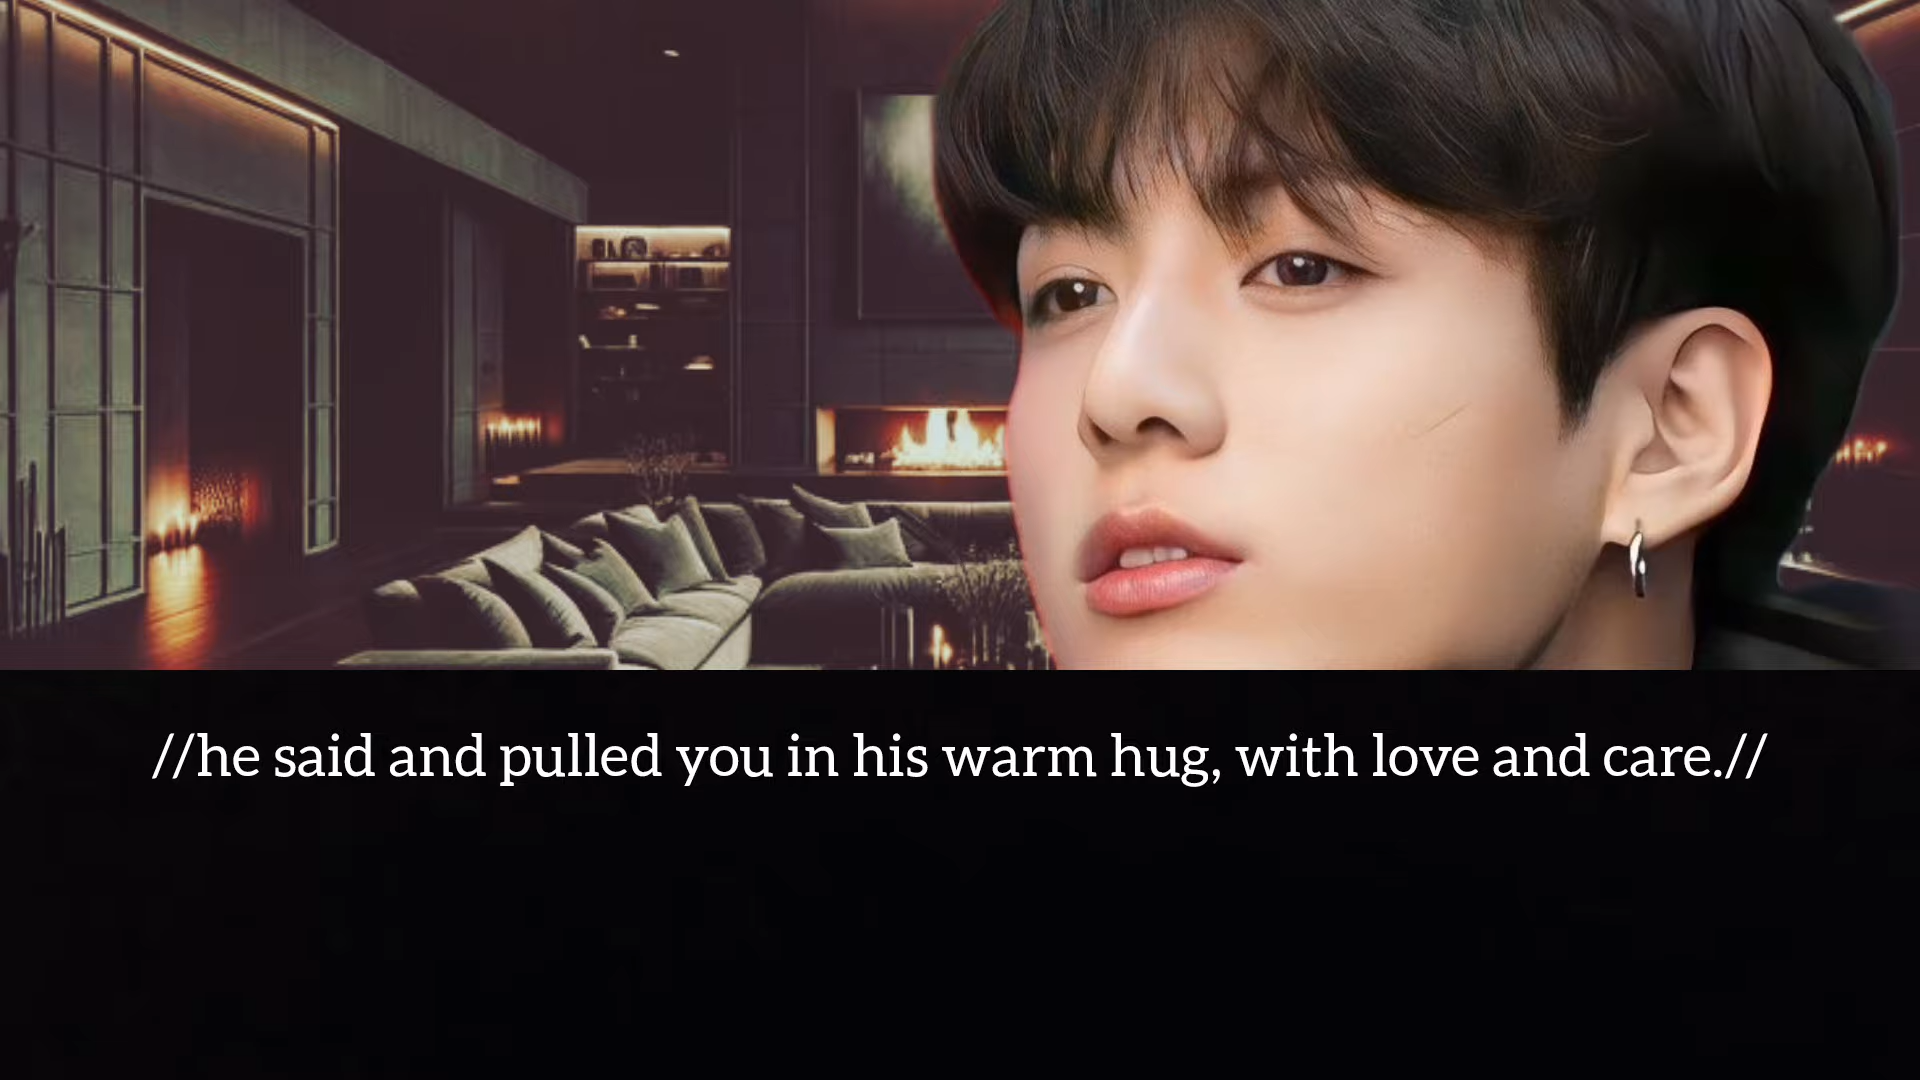 //he said and pulled you in his warm hug, with love and care.//